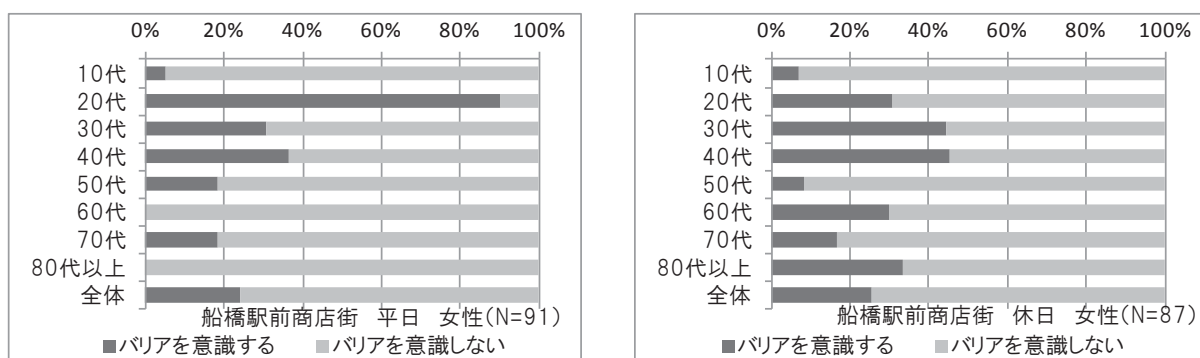 0% 20% 40% 60% 80% 100%
10代
20代
30代
40代
50代
60代
70代
80代以上
全体
船橋駅前商店街 平日 女性(N=91)
■バリアを意識する ■バリアを意識しない
0% 20% 40% 60% 80% 100%
10代
20代
30代
40代
50代
60代
70代
80代以上
全体
船橋駅前商店街 休日 女性(N=87)
■バリアを意識する ■バリアを意識しない